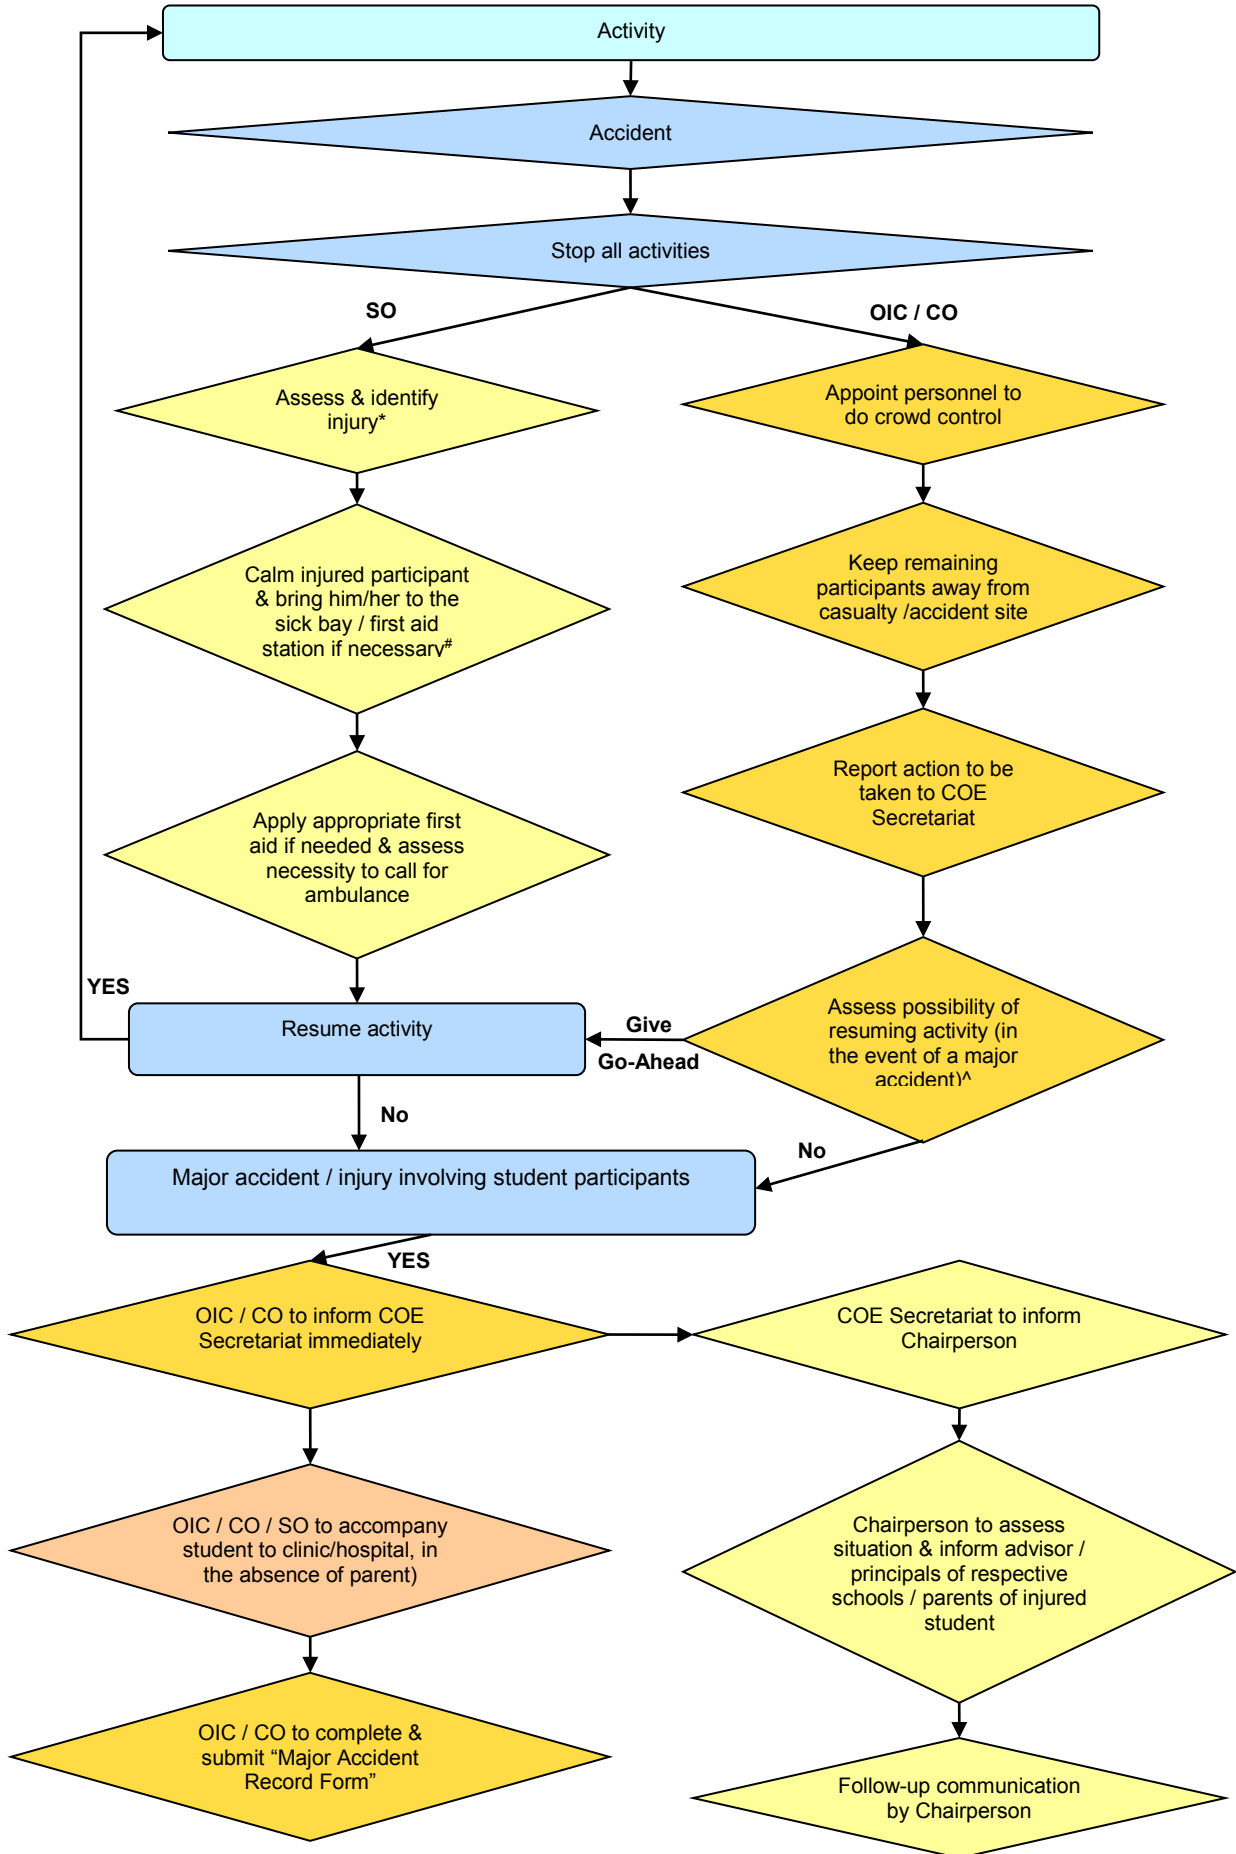 Activity
Accident
Stop all activities
SO
OIC / CO
Assess & identify
injury*
Appoint personnel to
do crowd control
Calm injured participant
& bring him/her to the
sick bay / first aid
station if necessary#
Keep remaining
participants away from
casualty /accident site
Report action to be
taken to COE
Secretariat
Apply appropriate first
aid if needed & assess
necessity to call for
ambulance
YES
Resume activity
Give
Go-Ahead
Assess possibility of
resuming activity (in
the event of a major
accident)^
No
No
Major accident / injury involving student participants
YES
OIC / CO to inform COE
Secretariat immediately
COE Secretariat to inform
Chairperson
OIC / CO / SO to accompany
student to clinic/hospital, in
the absence of parent)
Chairperson to assess
situation & inform advisor /
principals of respective
schools / parents of injured
student
OIC / CO to complete &
submit “Major Accident
Record Form”
Follow-up communication
by Chairperson